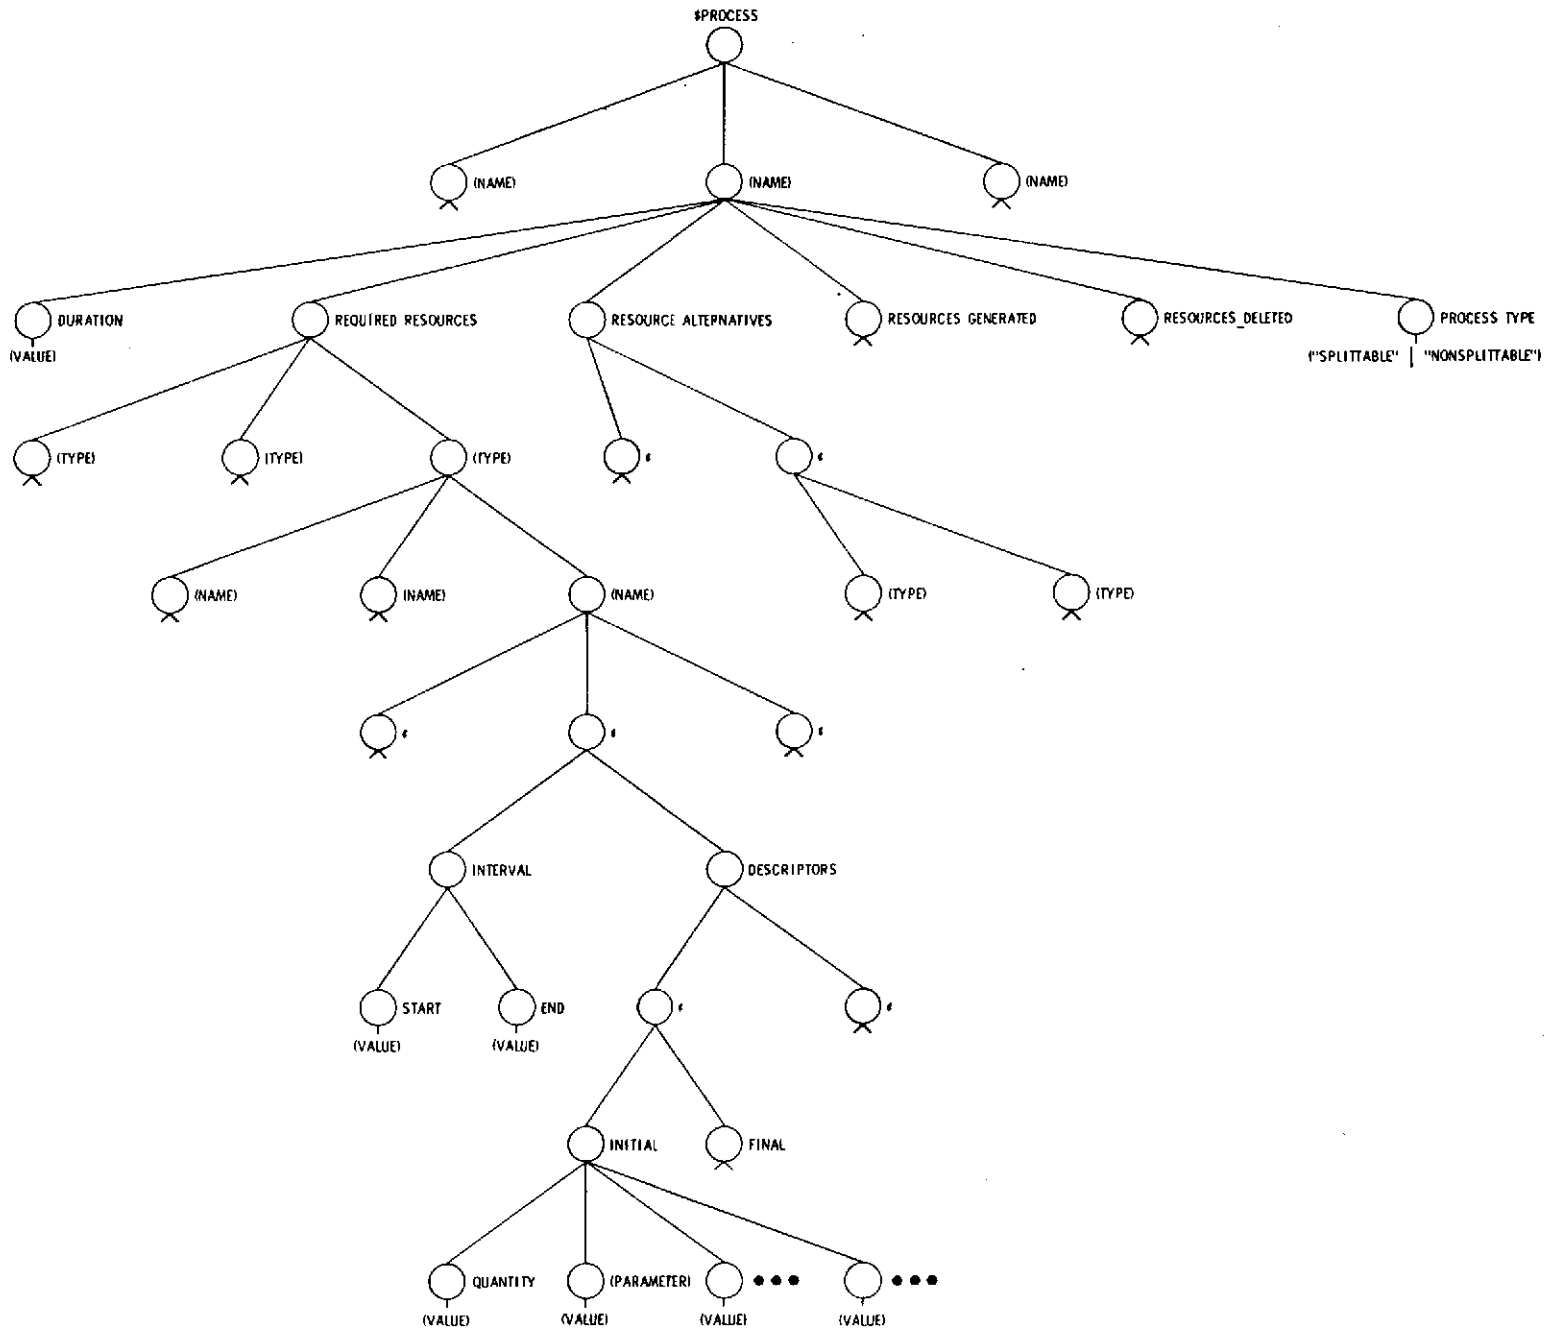 $PROCESS
(NAME) (NAME) (NAME)
DURATION REQUIRED RESOURCES RESOURCE ALTERNATIVES RESOURCES GENERATED RESOURCES_DELETED PROCESS TYPE
(VALUE) ("SPLITTABLE" | "NONSPLITTABLE")
(TYPE) (TYPE) (TYPE) ¢ ¢
(NAME) (NAME) (NAME) (TYPE) (TYPE)
¢ ¢ ¢
INTERVAL DESCRIPTORS
START END ¢ ¢
(VALUE) (VALUE)
INITIAL FINAL
QUANTITY (PARAMETER) ••• •••
(VALUE) (VALUE) (VALUE) (VALUE)